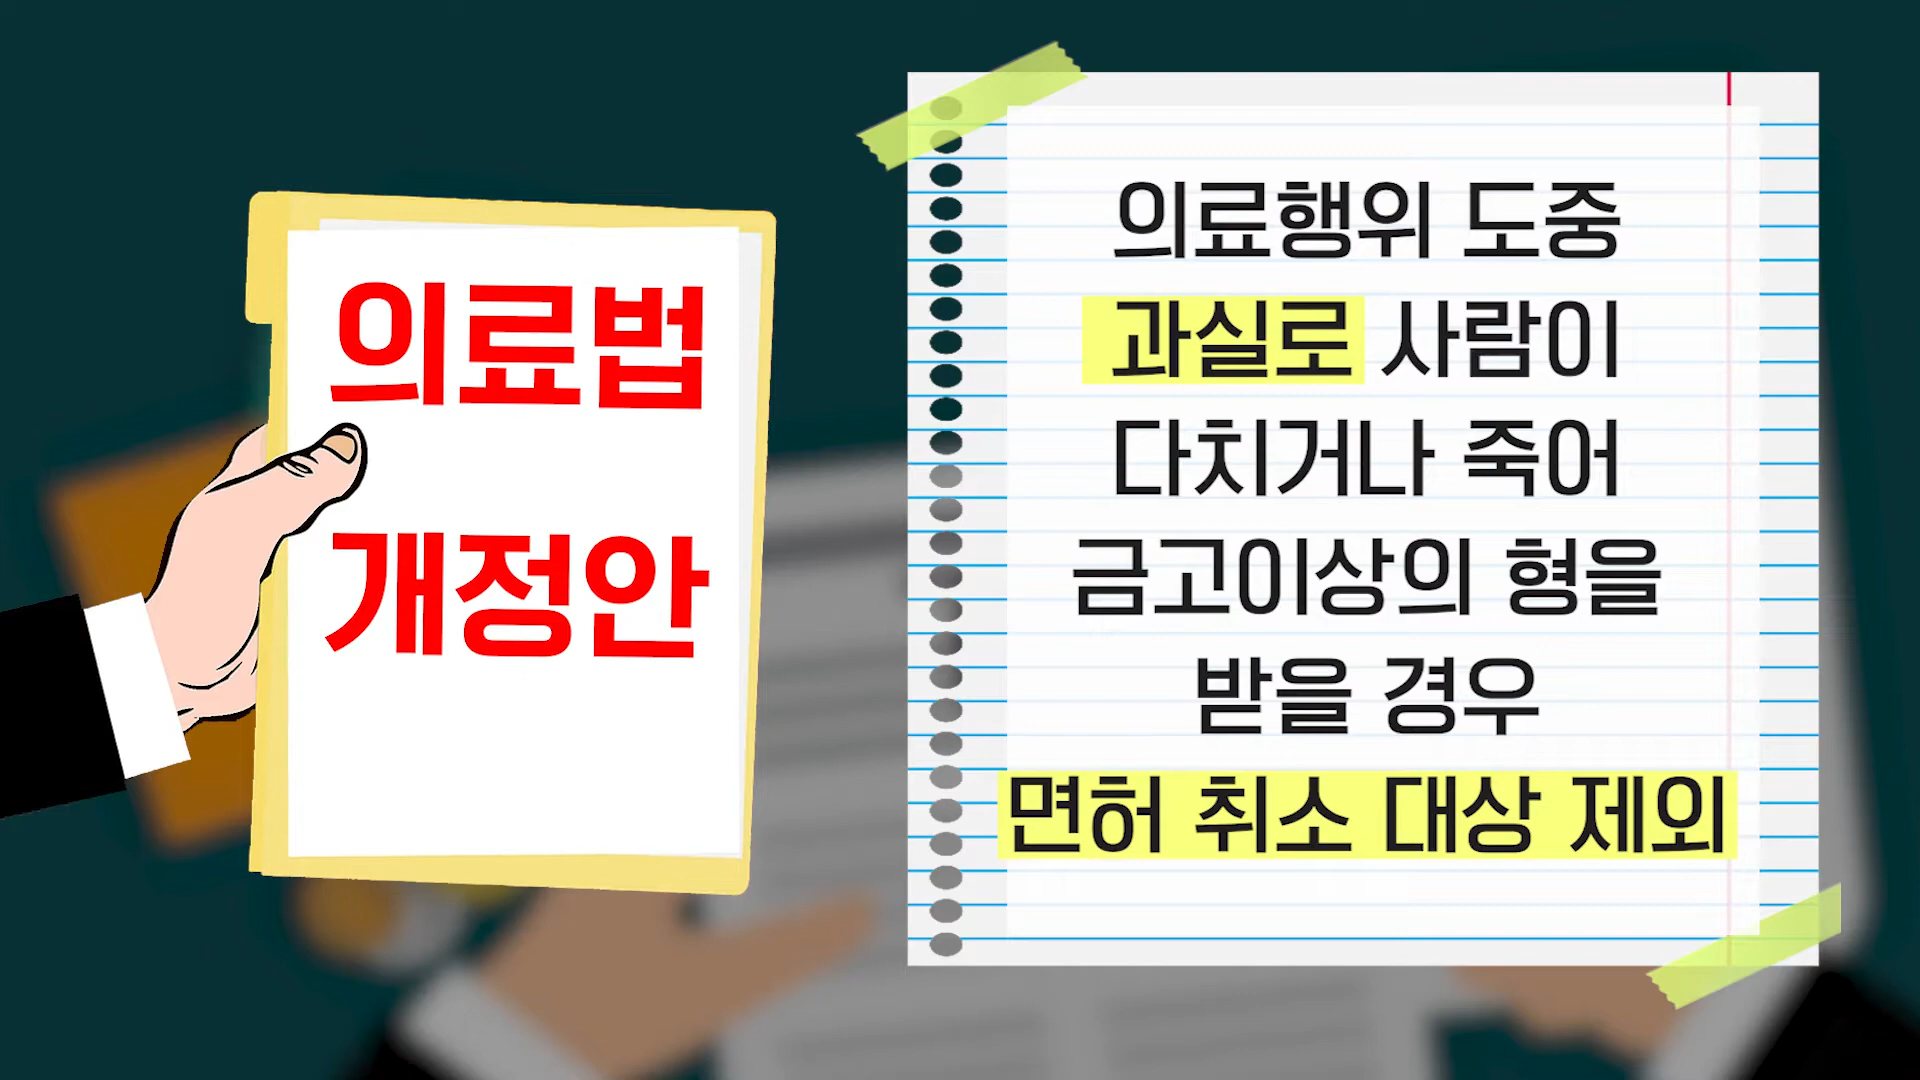 의료법
개정안
의료행위 도중
과실로 사람이
다치거나 죽어
금고이상의 형을
받을 경우
면허 취소 대상 제외